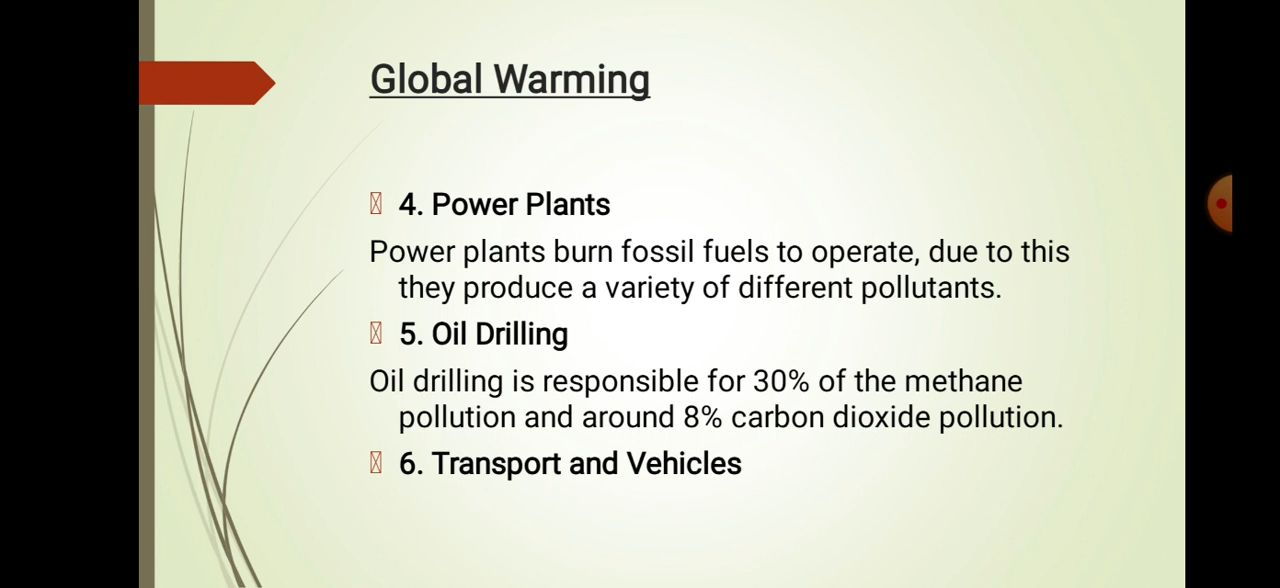 Global Warming
4. Power Plants
Power plants burn fossil fuels to operate, due to this
they produce a variety of different pollutants.
5. Oil Drilling
Oil drilling is responsible for 30% of the methane
pollution and around 8% carbon dioxide pollution.
6. Transport and Vehicles